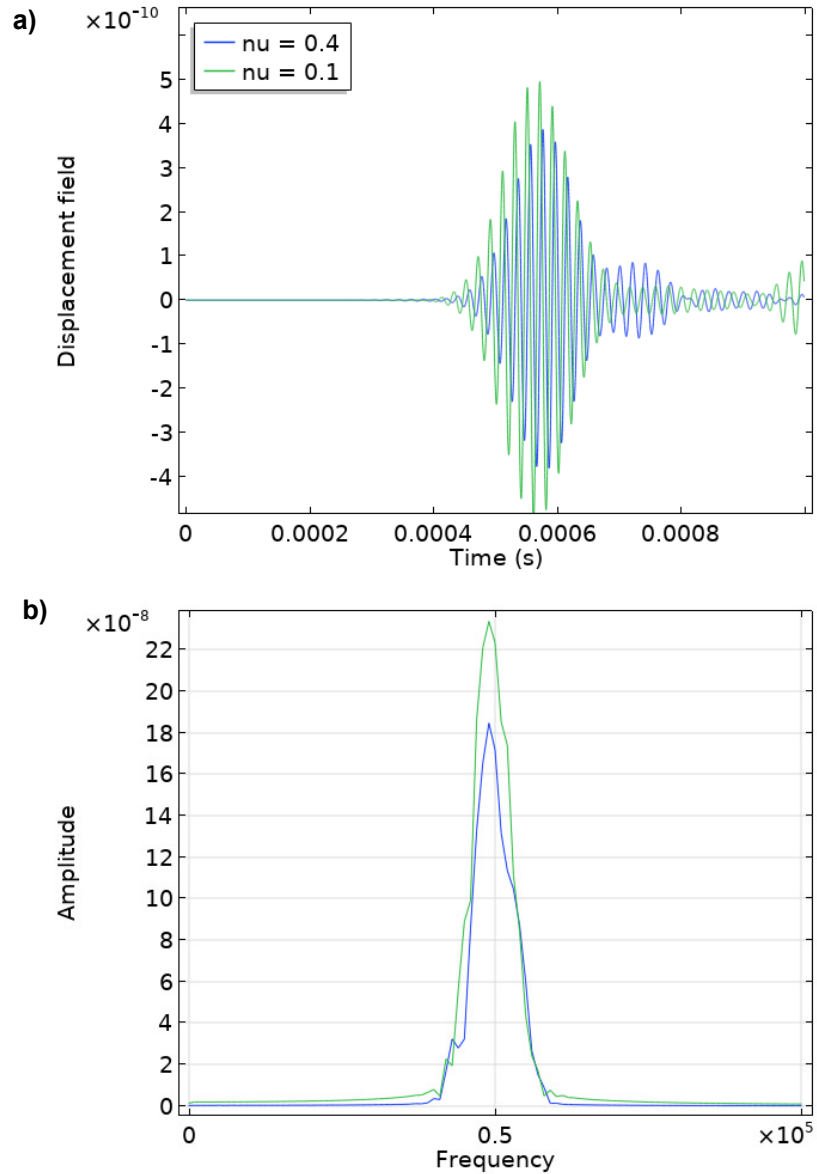 a)
×10⁻¹⁰
nu = 0.4
nu = 0.1
5
4
3
2
1
0
-1
-2
-3
-4
Displacement field
0 0.0002 0.0004 0.0006 0.0008
Time (s)
b)
×10⁻⁸
22
20
18
16
14
12
10
8
6
4
2
0
Amplitude
0 0.5 ×10⁵
Frequency